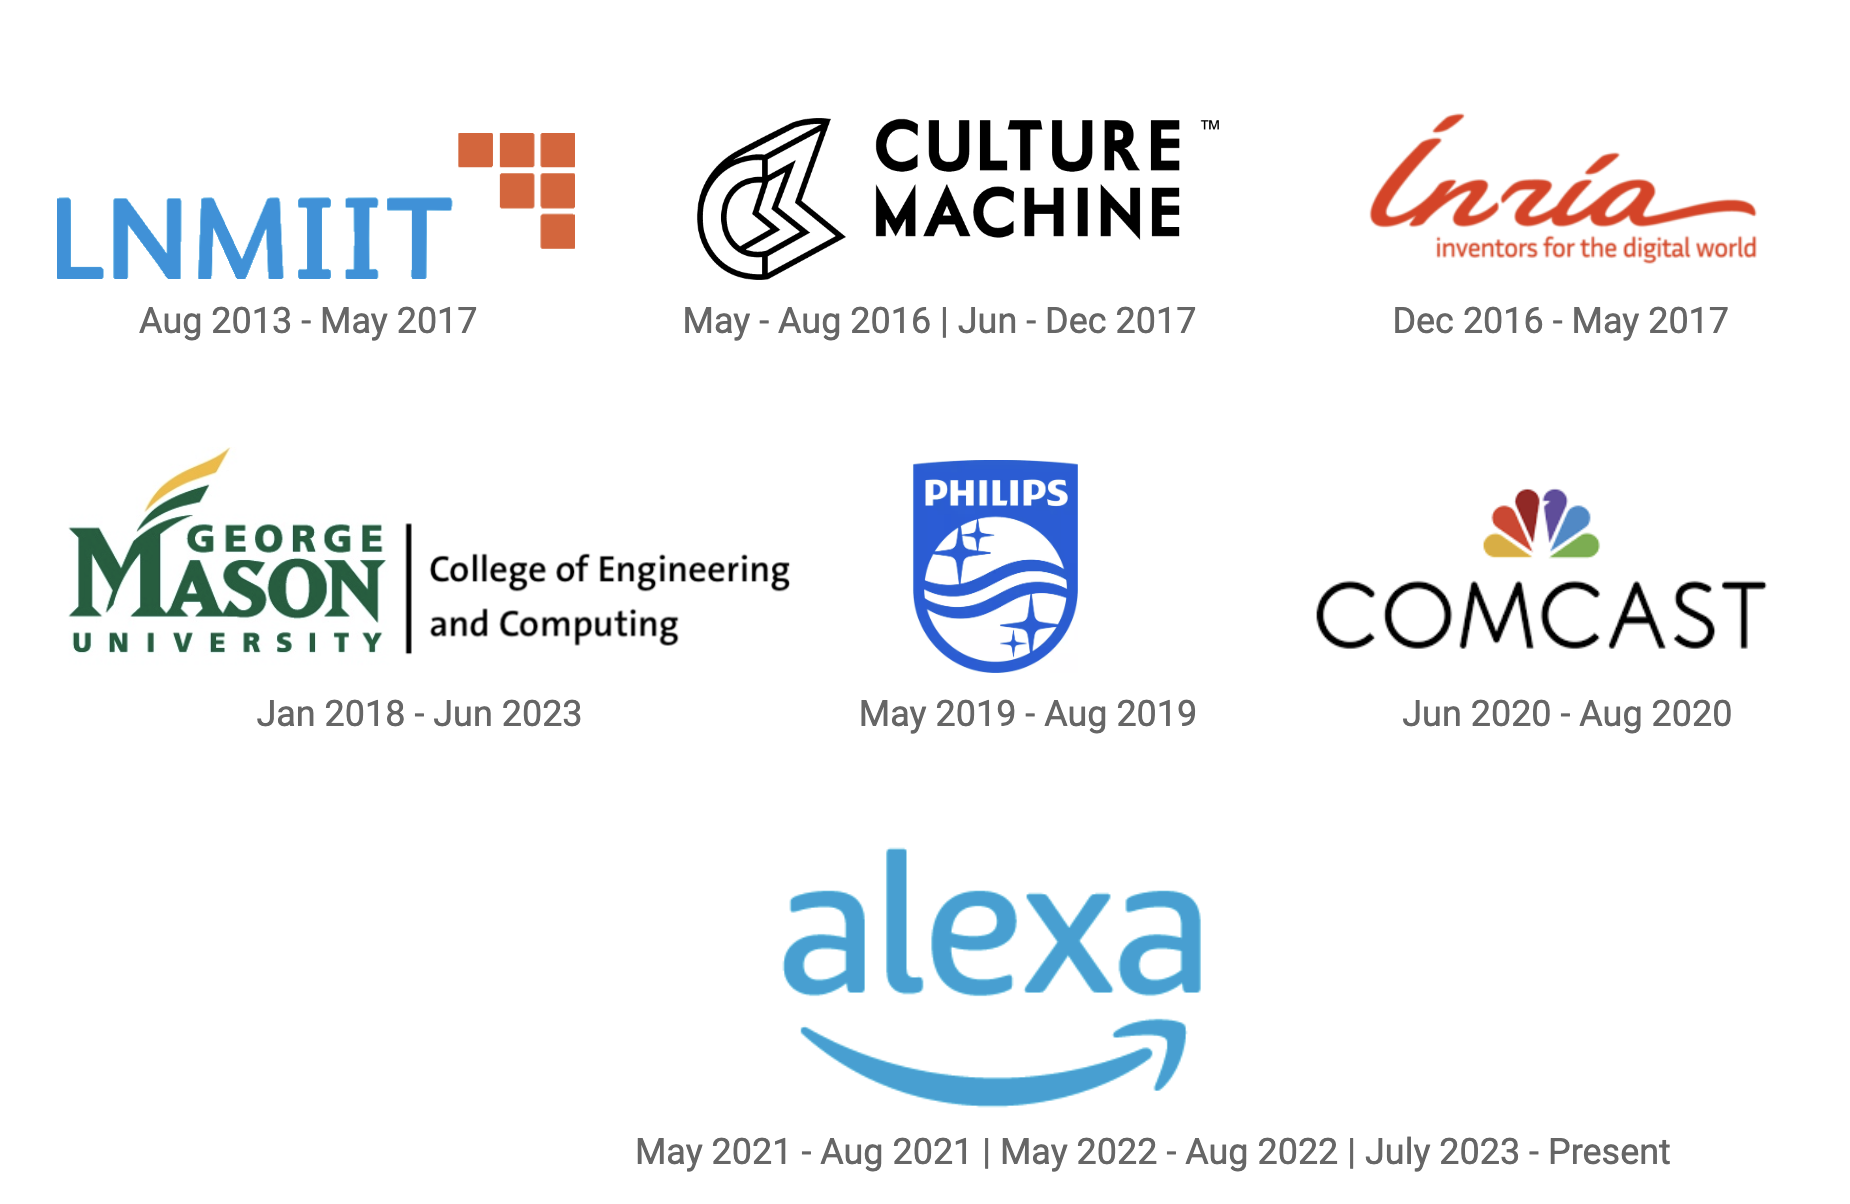 LNMIIT
Aug 2013 - May 2017
CULTURE
MACHINE
™
May - Aug 2016 | Jun - Dec 2017
inria
inventors for the digital world
Dec 2016 - May 2017
GEORGE
MASON
UNIVERSITY
College of Engineering
and Computing
Jan 2018 - Jun 2023
PHILIPS
May 2019 - Aug 2019
COMCAST
Jun 2020 - Aug 2020
alexa
May 2021 - Aug 2021 | May 2022 - Aug 2022 | July 2023 - Present